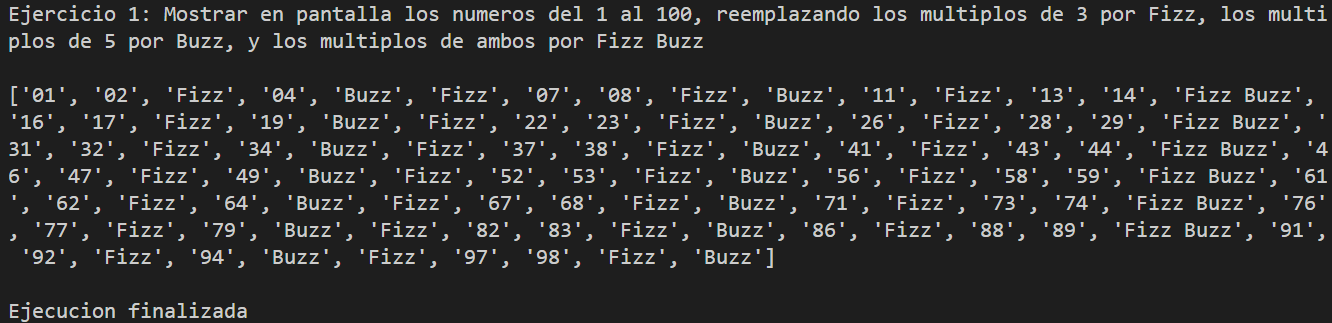 Ejercicio 1: Mostrar en pantalla los numeros del 1 al 100, reemplazando los multiplos de 3 por Fizz, los multi
plos de 5 por Buzz, y los multiplos de ambos por Fizz Buzz
['01', '02', 'Fizz', '04', 'Buzz', 'Fizz', '07', '08', 'Fizz', 'Buzz', '11', 'Fizz', '13', '14', 'Fizz Buzz',
'16', '17', 'Fizz', '19', 'Buzz', 'Fizz', '22', '23', 'Fizz', 'Buzz', '26', 'Fizz', '28', '29', 'Fizz Buzz', '
31', '32', 'Fizz', '34', 'Buzz', 'Fizz', '37', '38', 'Fizz', 'Buzz', '41', 'Fizz', '43', '44', 'Fizz Buzz', '4
6', '47', 'Fizz', '49', 'Buzz', 'Fizz', '52', '53', 'Fizz', 'Buzz', '56', 'Fizz', '58', '59', 'Fizz Buzz', '61
', '62', 'Fizz', '64', 'Buzz', 'Fizz', '67', '68', 'Fizz', 'Buzz', '71', 'Fizz', '73', '74', 'Fizz Buzz', '76'
, '77', 'Fizz', '79', 'Buzz', 'Fizz', '82', '83', 'Fizz', 'Buzz', '86', 'Fizz', '88', '89', 'Fizz Buzz', '91',
'92', 'Fizz', '94', 'Buzz', 'Fizz', '97', '98', 'Fizz', 'Buzz']
Ejecucion finalizada